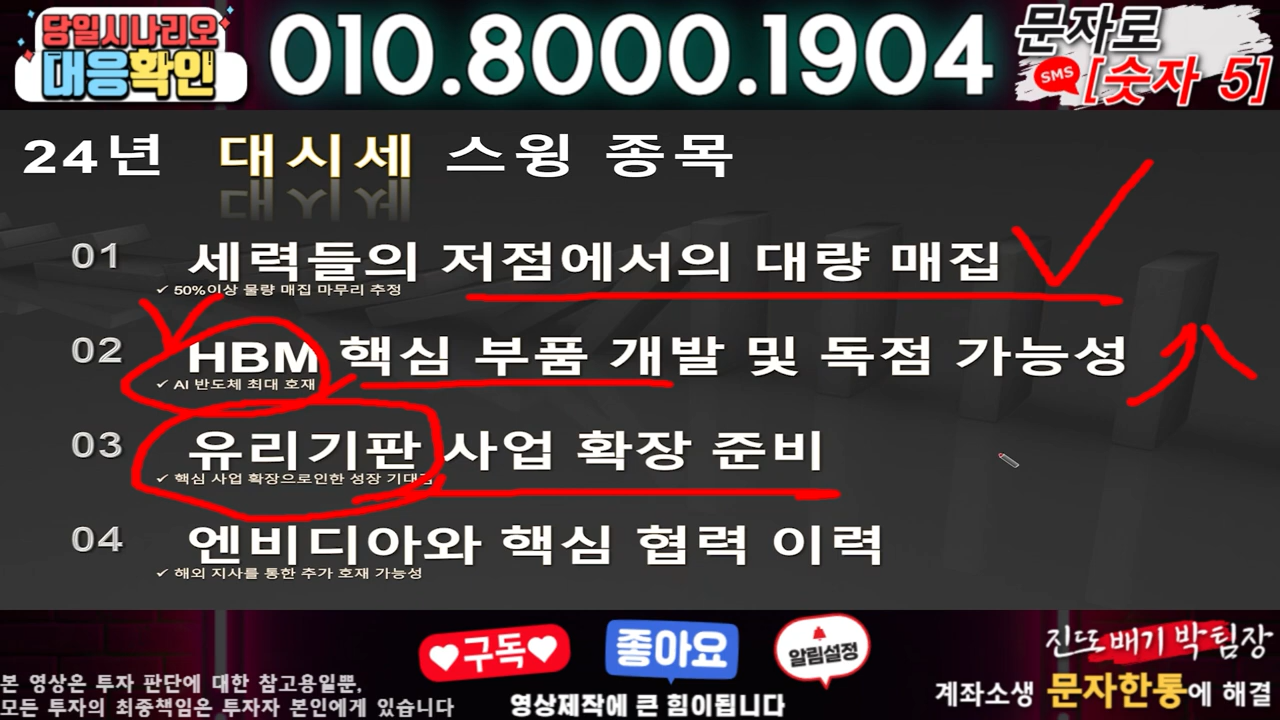 당일시나리오
대응확인
010.8000.1904
문자로
SMS [숫자 5]
24년 대시세 스윙 종목
01 세력들의 저점에서의 대량 매집
✓ 50%이상 물량 매집 마무리 추정
02 HBM 핵심 부품 개발 및 독점 가능성
✓ AI 반도체 최대 호재
03 유리기판 사업 확장 준비
✓ 핵심 사업 확장으로인한 성장 기대감
04 엔비디아와 핵심 협력 이력
✓ 해외 지사를 통한 추가 호재 가능성
구독
좋아요
알림설정
영상제작에 큰 힘이됩니다
본 영상은 투자 판단에 대한 참고용일뿐,
모든 투자의 최종책임은 투자자 본인에게 있습니다
진또배기 박팀장
계좌소생 문자한통에 해결